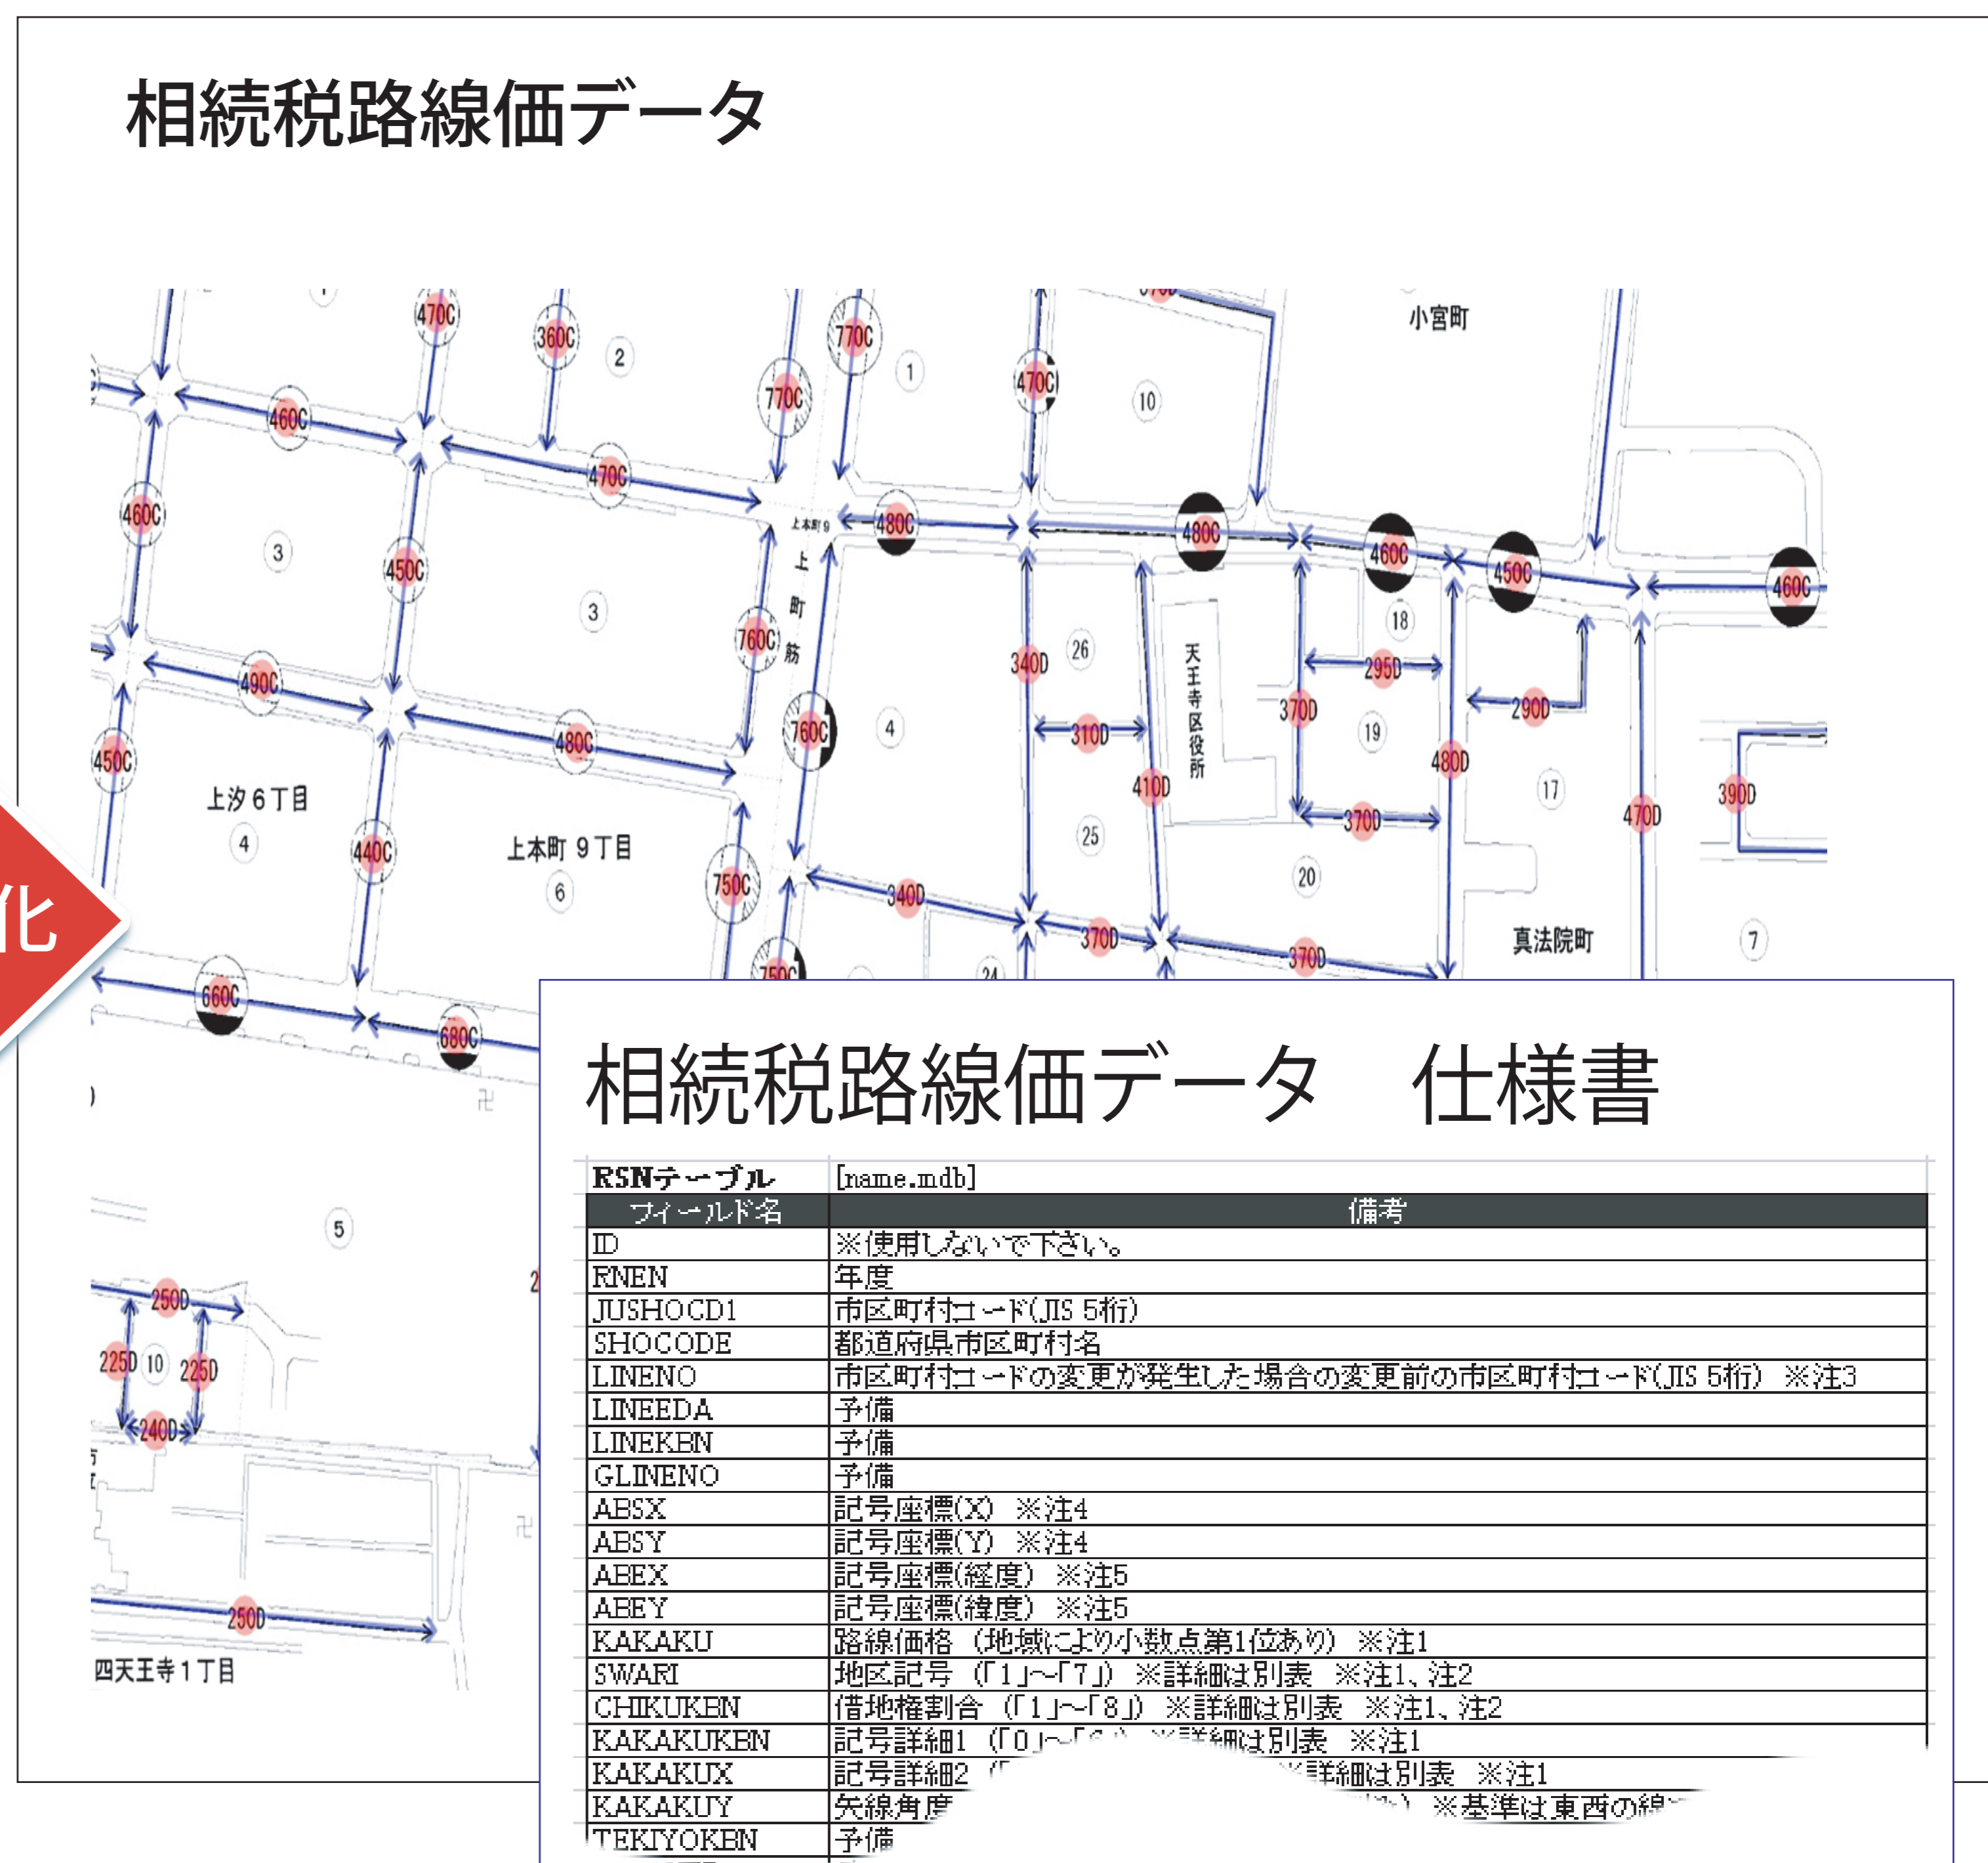 相続税路線価データ
470C
360C
2
770C
770C
1
470C
10
小宮町
460C
470C
460C
3
450C
3
上本町9
480C
480C
460C
450C
460C
上町筋
760C
760C
4
340D
26
310D
410D
天王寺区役所
370D
18
295D
19
370D
480D
290D
17
470D
390D
490C
480C
450C
上汐6丁目
4
440C
上本町9丁目
6
750C
340D
25
370D
20
370D
真法院町
7
化
660C
680C
750C
24
卍
5
250D
225D
10
225D
240D
卍
250D
四天王寺1丁目
相続税路線価データ 仕様書
RSNテーブル [name.mdb]
フィールド名 備考
ID ※使用しないで下さい。
RNEN 年度
JUSHOCD1 市区町村コード(JIS 5桁)
SHOCODE 都道府県市区町村名
LINENO 市区町村コードの変更が発生した場合の変更前の市区町村コード(JIS 5桁) ※注3
LINEEDA 予備
LINEKBN 予備
GLINENO 予備
ABSX 記号座標(X) ※注4
ABSY 記号座標(Y) ※注4
ABEX 記号座標(経度) ※注5
ABEY 記号座標(緯度) ※注5
KAKAKU 路線価格 (地域により小数点第1位あり) ※注1
SWARI 地区記号 (「1」~「7」) ※詳細は別表 ※注1、注2
CHIKUKBN 借地権割合 (「1」~「8」) ※詳細は別表 ※注1、注2
KAKAKUKBN 記号詳細1 (「0」~ ※詳細は別表 ※注1
KAKAKUX 記号詳細2 ※詳細は別表 ※注1
KAKAKUY 矢線角度 ※基準は東西の線
TEKIYOKBN 予備